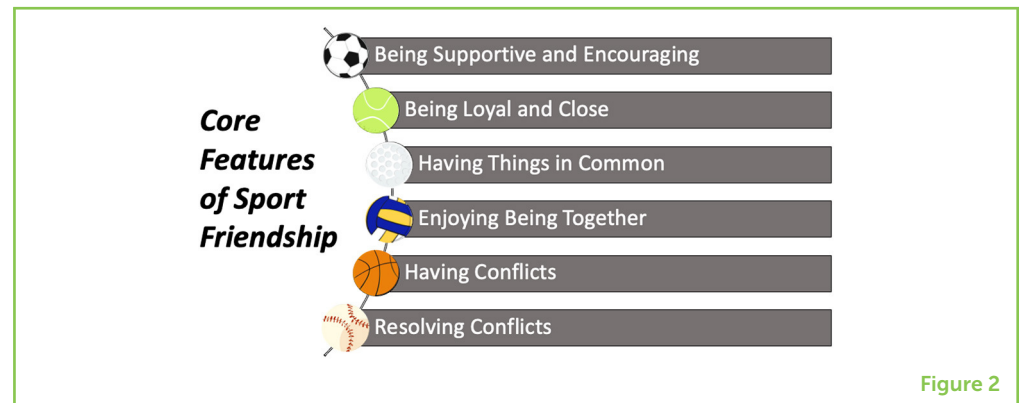 Core
Features
of Sport
Friendship
Being Supportive and Encouraging
Being Loyal and Close
Having Things in Common
Enjoying Being Together
Having Conflicts
Resolving Conflicts
Figure 2